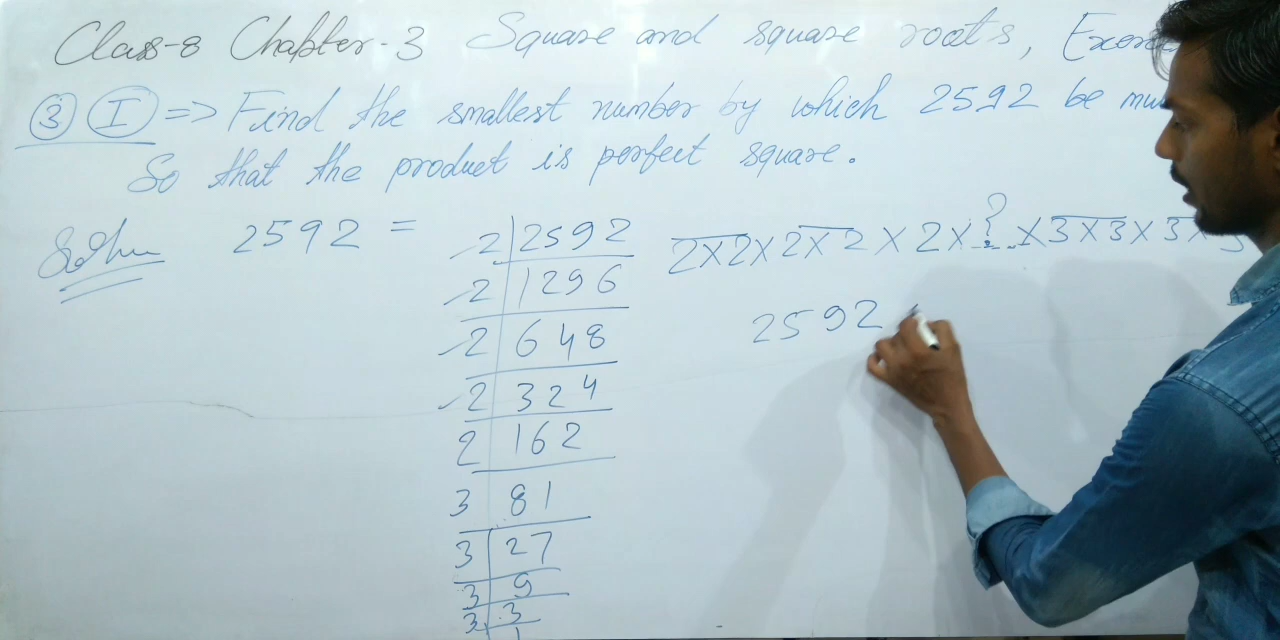 Class-8 Chapter-3 Square and square roots,
③ Ⓘ => Find the smallest number by which 2592 be
So that the product is perfect square.
Soln 2592 =
2 | 2592
2 | 1296
2 | 648
2 | 324
2 | 162
3 | 81
3 | 27
3 | 9
3 | 3
1
2×2×2×2×2×?×3×3×3×3
2592